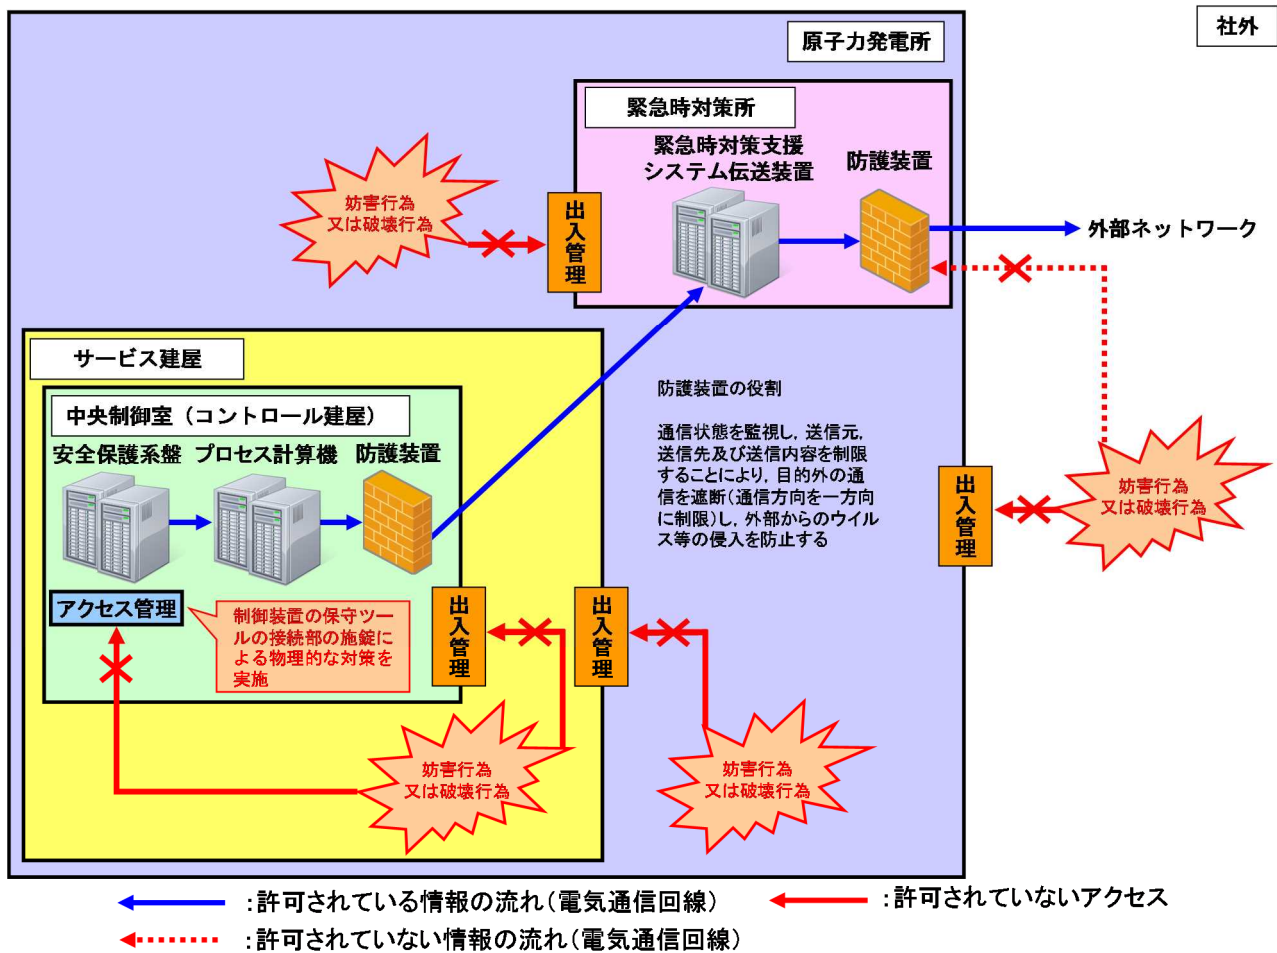 社外
原子力発電所
緊急時対策所
緊急時対策支援
システム伝送装置
防護装置
妨害行為
又は破壊行為
出入管理
外部ネットワーク
サービス建屋
中央制御室（コントロール建屋）
安全保護系盤
プロセス計算機
防護装置
防護装置の役割
通信状態を監視し，送信元，
送信先及び送信内容を制限
することにより，目的外の通
信を遮断（通信方向を一方向
に制限）し，外部からのウイル
ス等の侵入を防止する
出入管理
妨害行為
又は破壊行為
アクセス管理
制御装置の保守ツー
ルの接続部の施錠に
よる物理的な対策を
実施
出入管理
出入管理
妨害行為
又は破壊行為
妨害行為
又は破壊行為
：許可されている情報の流れ（電気通信回線）
：許可されていないアクセス
：許可されていない情報の流れ（電気通信回線）